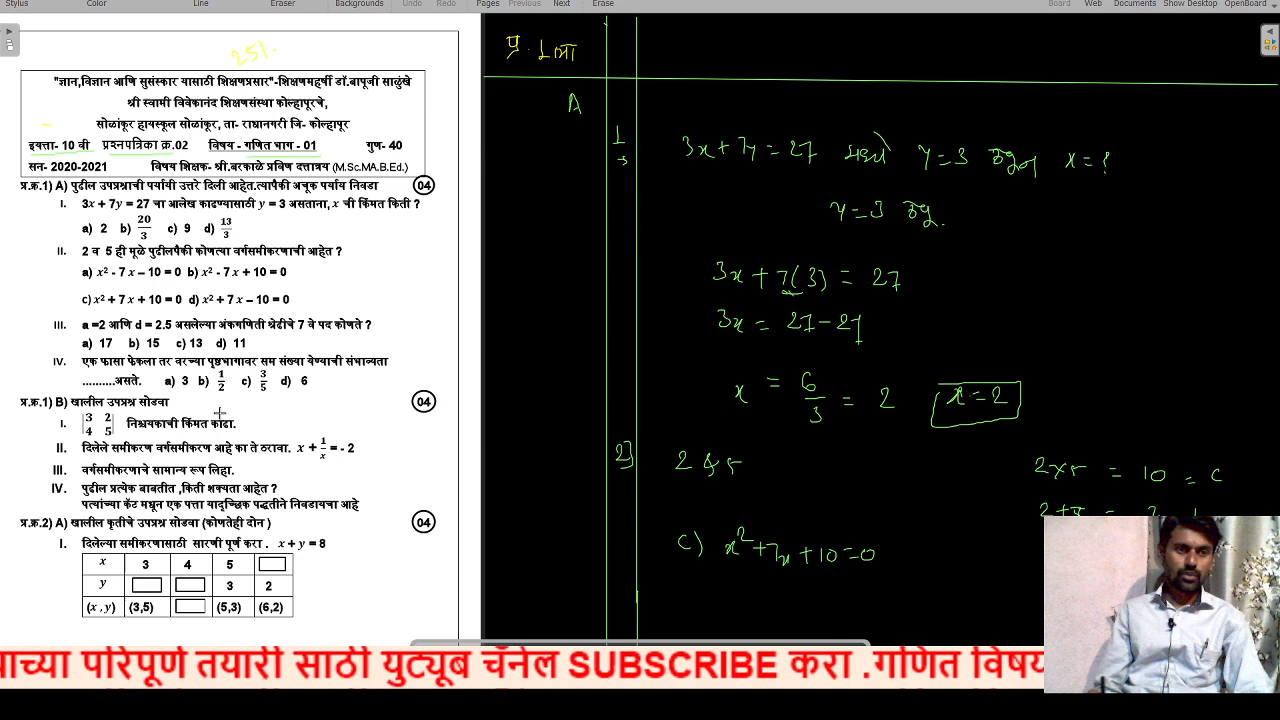 Stylus Color Line Eraser Backgrounds Undo Redo Pages Previous Next Erase Board Web Documents Show Desktop OpenBoard
251.
"ज्ञान,विज्ञान आणि सुसंस्कार यासाठी शिक्षणप्रसार"-शिक्षणमहर्षी डॉ.बापूजी साळुंखे
श्री स्वामी विवेकानंद शिक्षणसंस्था कोल्हापूरचे,
सोळांकूर हायस्कूल सोळांकूर, ता- राधानगरी जि- कोल्हापूर
इयत्ता- 10 वी प्रश्नपत्रिका क्र.02 विषय - गणित भाग - 01 गुण- 40
सन- 2020-2021 विषय शिक्षक- श्री.बरकाळे प्रविण दत्तात्रय (M.Sc.MA.B.Ed.)
प्र.क्र.1) A) पुढील उपप्रश्नाची पर्यायी उत्तरे दिली आहेत.त्यापैकी अचूक पर्याय निवडा 04
I. 3x + 7y = 27 चा आलेख काढण्यासाठी y = 3 असताना, x ची किंमत किती ?
a) 2 b) 20/3 c) 9 d) 13/3
II. 2 व 5 ही मूळे पुढीलपैकी कोणत्या वर्गसमीकरणाची आहेत ?
a) x² - 7 x – 10 = 0 b) x² - 7 x + 10 = 0
c) x² + 7 x + 10 = 0 d) x² + 7 x – 10 = 0
III. a =2 आणि d = 2.5 असलेल्या अंकगणिती श्रेढीचे 7 वे पद कोणते ?
a) 17 b) 15 c) 13 d) 11
IV. एक फासा फेकला तर वरच्या पृष्ठभागावर सम संख्या येण्याची संभाव्यता
..........असते. a) 3 b) 1/2 c) 3/5 d) 6
प्र.क्र.1) B) खालील उपप्रश्न सोडवा 04
I. |3 2
4 5| निश्चयकाची किंमत काढा.
II. दिलेले समीकरण वर्गसमीकरण आहे का ते ठरावा. x + 1/x = - 2
III. वर्गसमीकरणाचे सामान्य रूप लिहा.
IV. पुढील प्रत्येक बाबतीत ,किती शक्यता आहेत ?
पत्यांच्या कॅट मधून एक पत्ता यादृच्छिक पद्धतीने निवडायचा आहे
प्र.क्र.2) A) खालील कृतीचे उपप्रश्न सोडवा (कोणतेही दोन ) 04
I. दिलेल्या समीकरणासाठी सारणी पूर्ण करा . x + y = 8
x 3 4 5
y 3 2
(x , y) (3,5) (5,3) (6,2)
प्र. 1 ला
A
1 → 3x + 7y = 27 मध्ये y = 3 ठेवून x = ?
y = 3 ठेवू.
3x + 7(3) = 27
3x = 27 - 21
x = 6/3 = 2 x = 2
2] 2 & 5 2x5 = 10 = c
c) x² + 7x + 10 = 0
च्या परिपूर्ण तयारी साठी युट्यूब चॅनेल SUBSCRIBE करा .गणित विषय